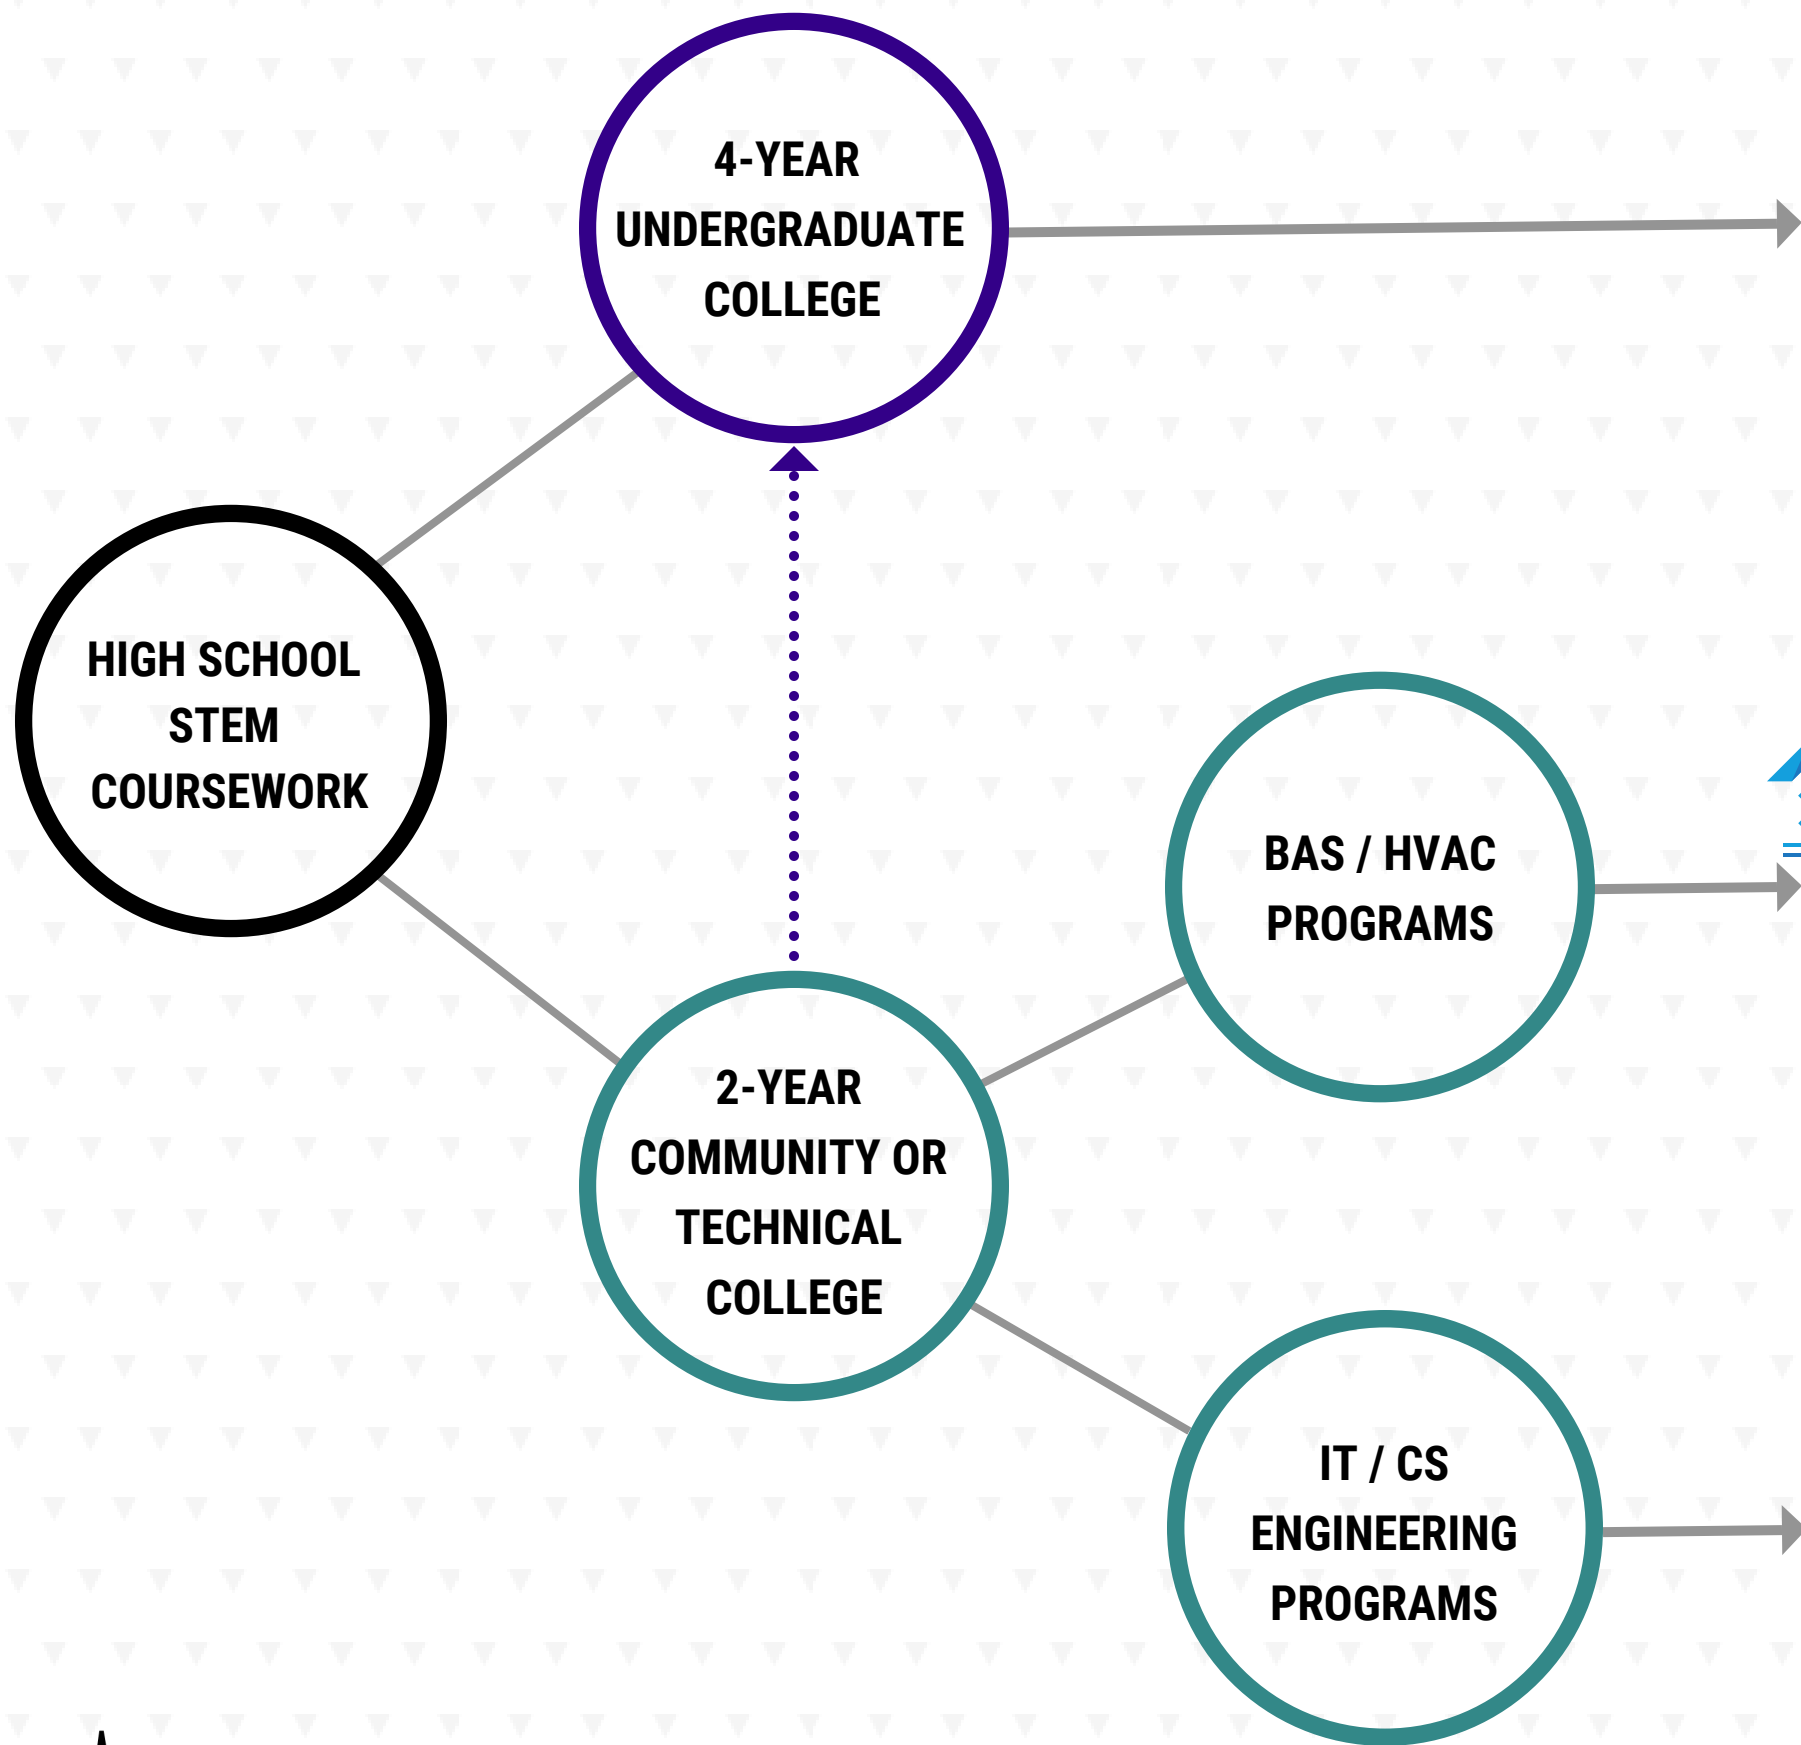 4-YEAR
UNDERGRADUATE
COLLEGE
HIGH SCHOOL
STEM
COURSEWORK
BAS / HVAC
PROGRAMS
2-YEAR
COMMUNITY OR
TECHNICAL
COLLEGE
IT / CS
ENGINEERING
PROGRAMS